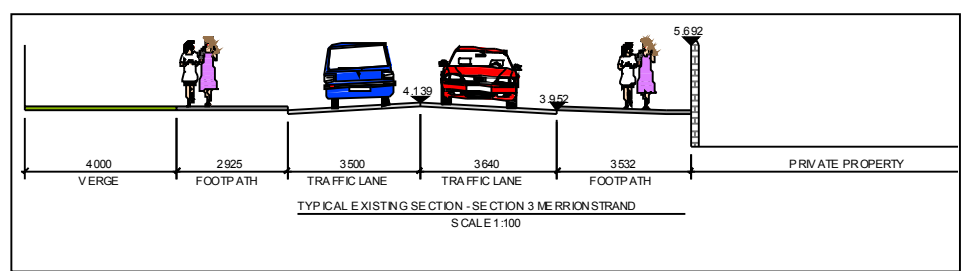 5.692
4.139
3.952
4000 2925 3500 3640 3532 PRIVATE PROPERTY
VERGE FOOTPATH TRAFFIC LANE TRAFFIC LANE FOOTPATH
TYPICAL EXISTING SECTION - SECTION 3 MERRION STRAND
SCALE 1:100